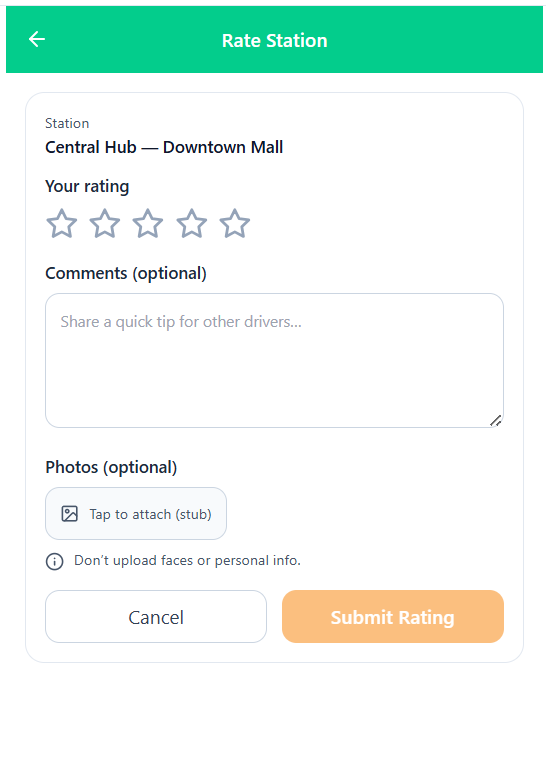 Rate Station
Station
Central Hub — Downtown Mall
Your rating
Comments (optional)
Share a quick tip for other drivers...
Photos (optional)
Tap to attach (stub)
Don’t upload faces or personal info.
Cancel
Submit Rating